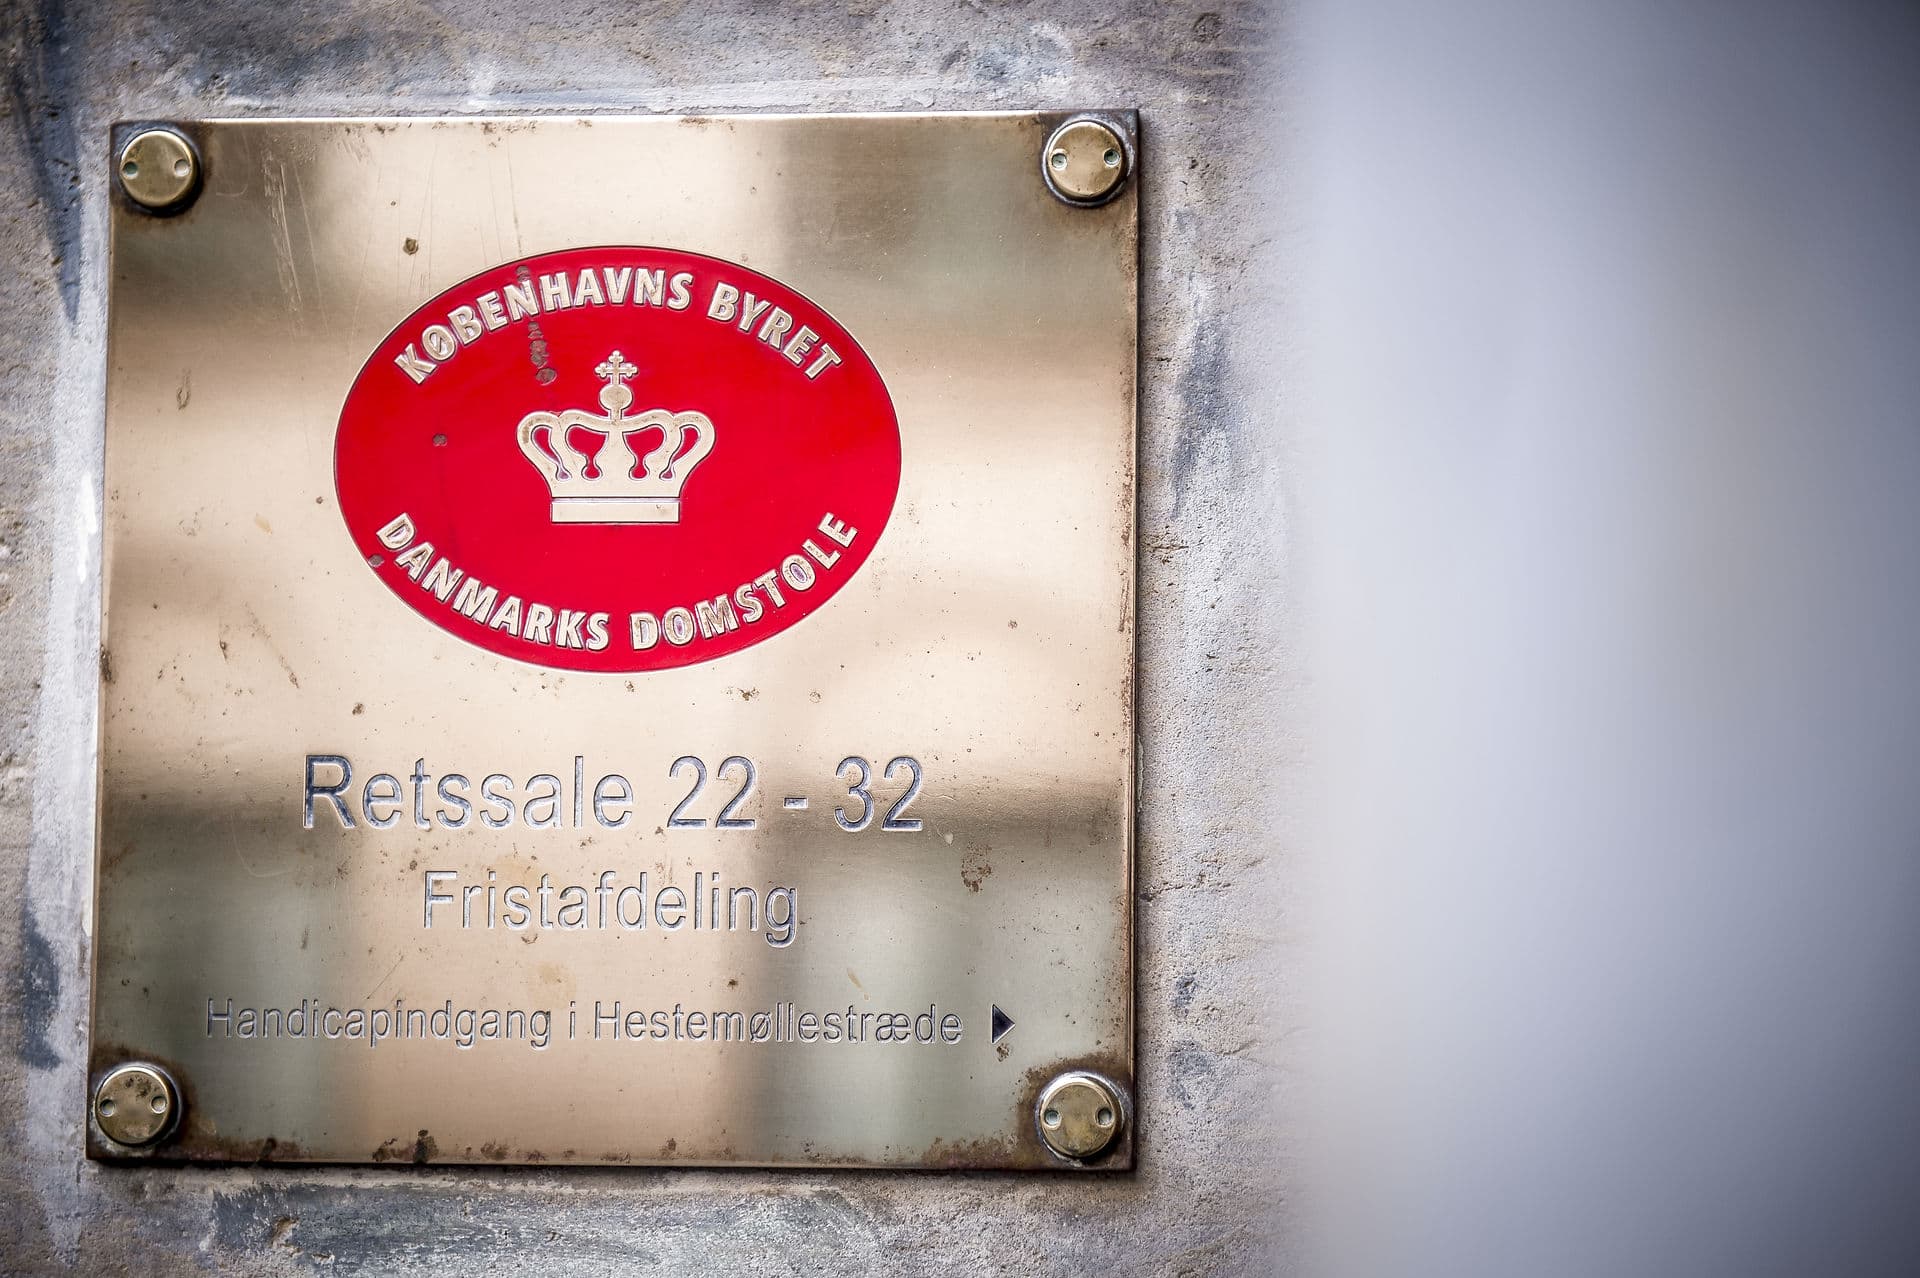 KØBENHAVNS BYRET
DANMARKS DOMSTOLE
Retssale 22 - 32
Fristafdeling
Handicapindgang i Hestemøllestræde ▶